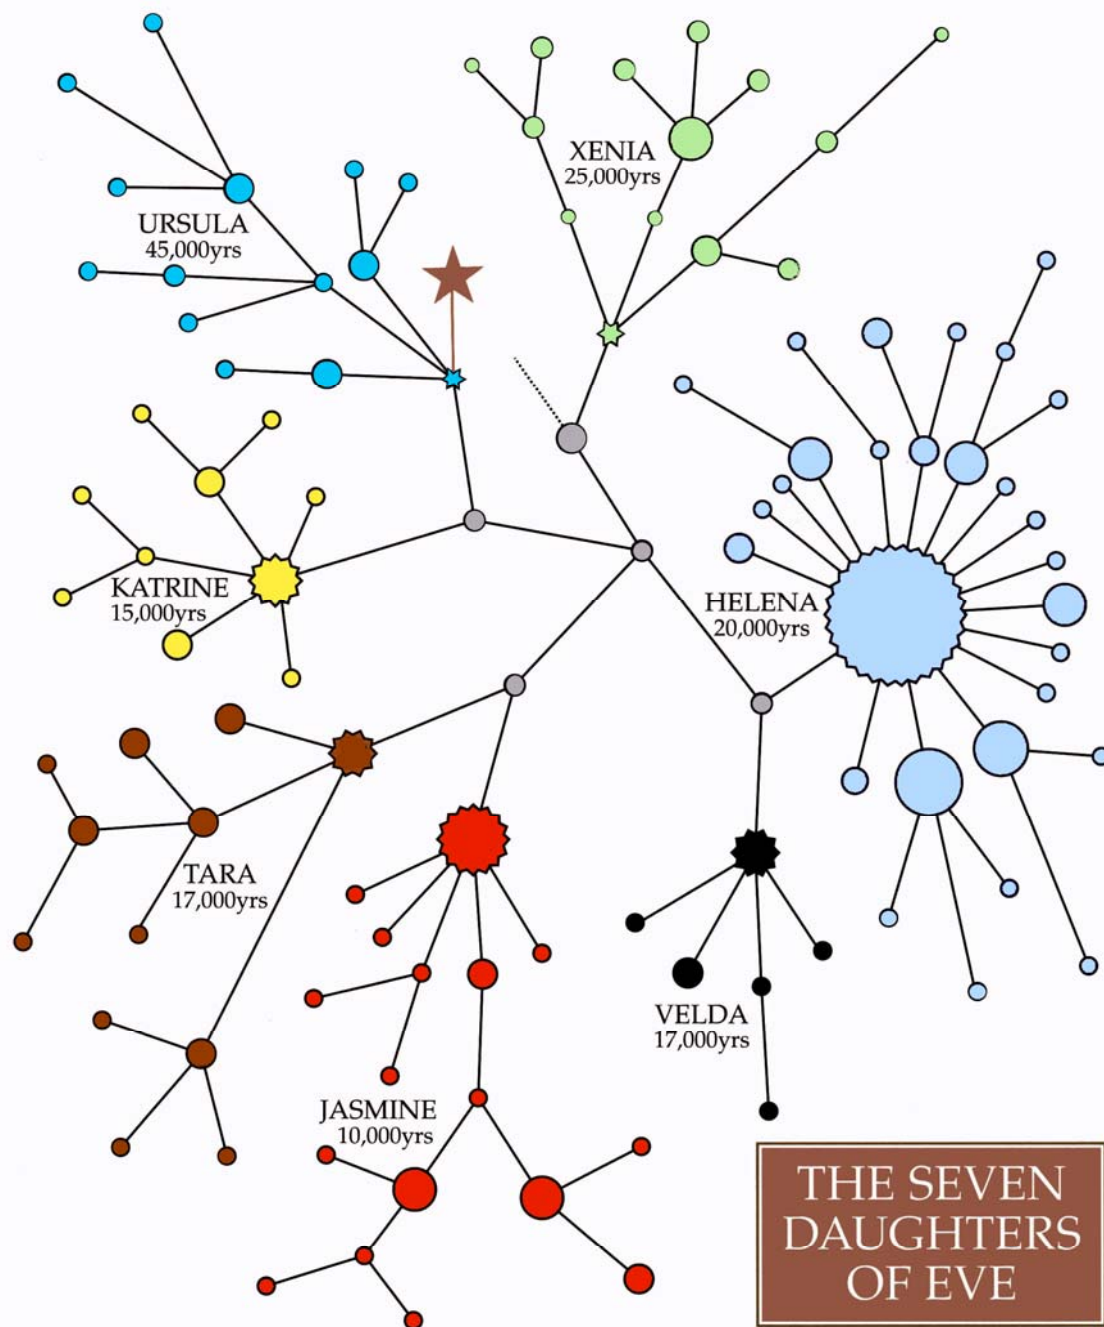 XENIA
25,000yrs
URSULA
45,000yrs
KATRINE
15,000yrs
HELENA
20,000yrs
TARA
17,000yrs
VELDA
17,000yrs
JASMINE
10,000yrs
THE SEVEN
DAUGHTERS
OF EVE